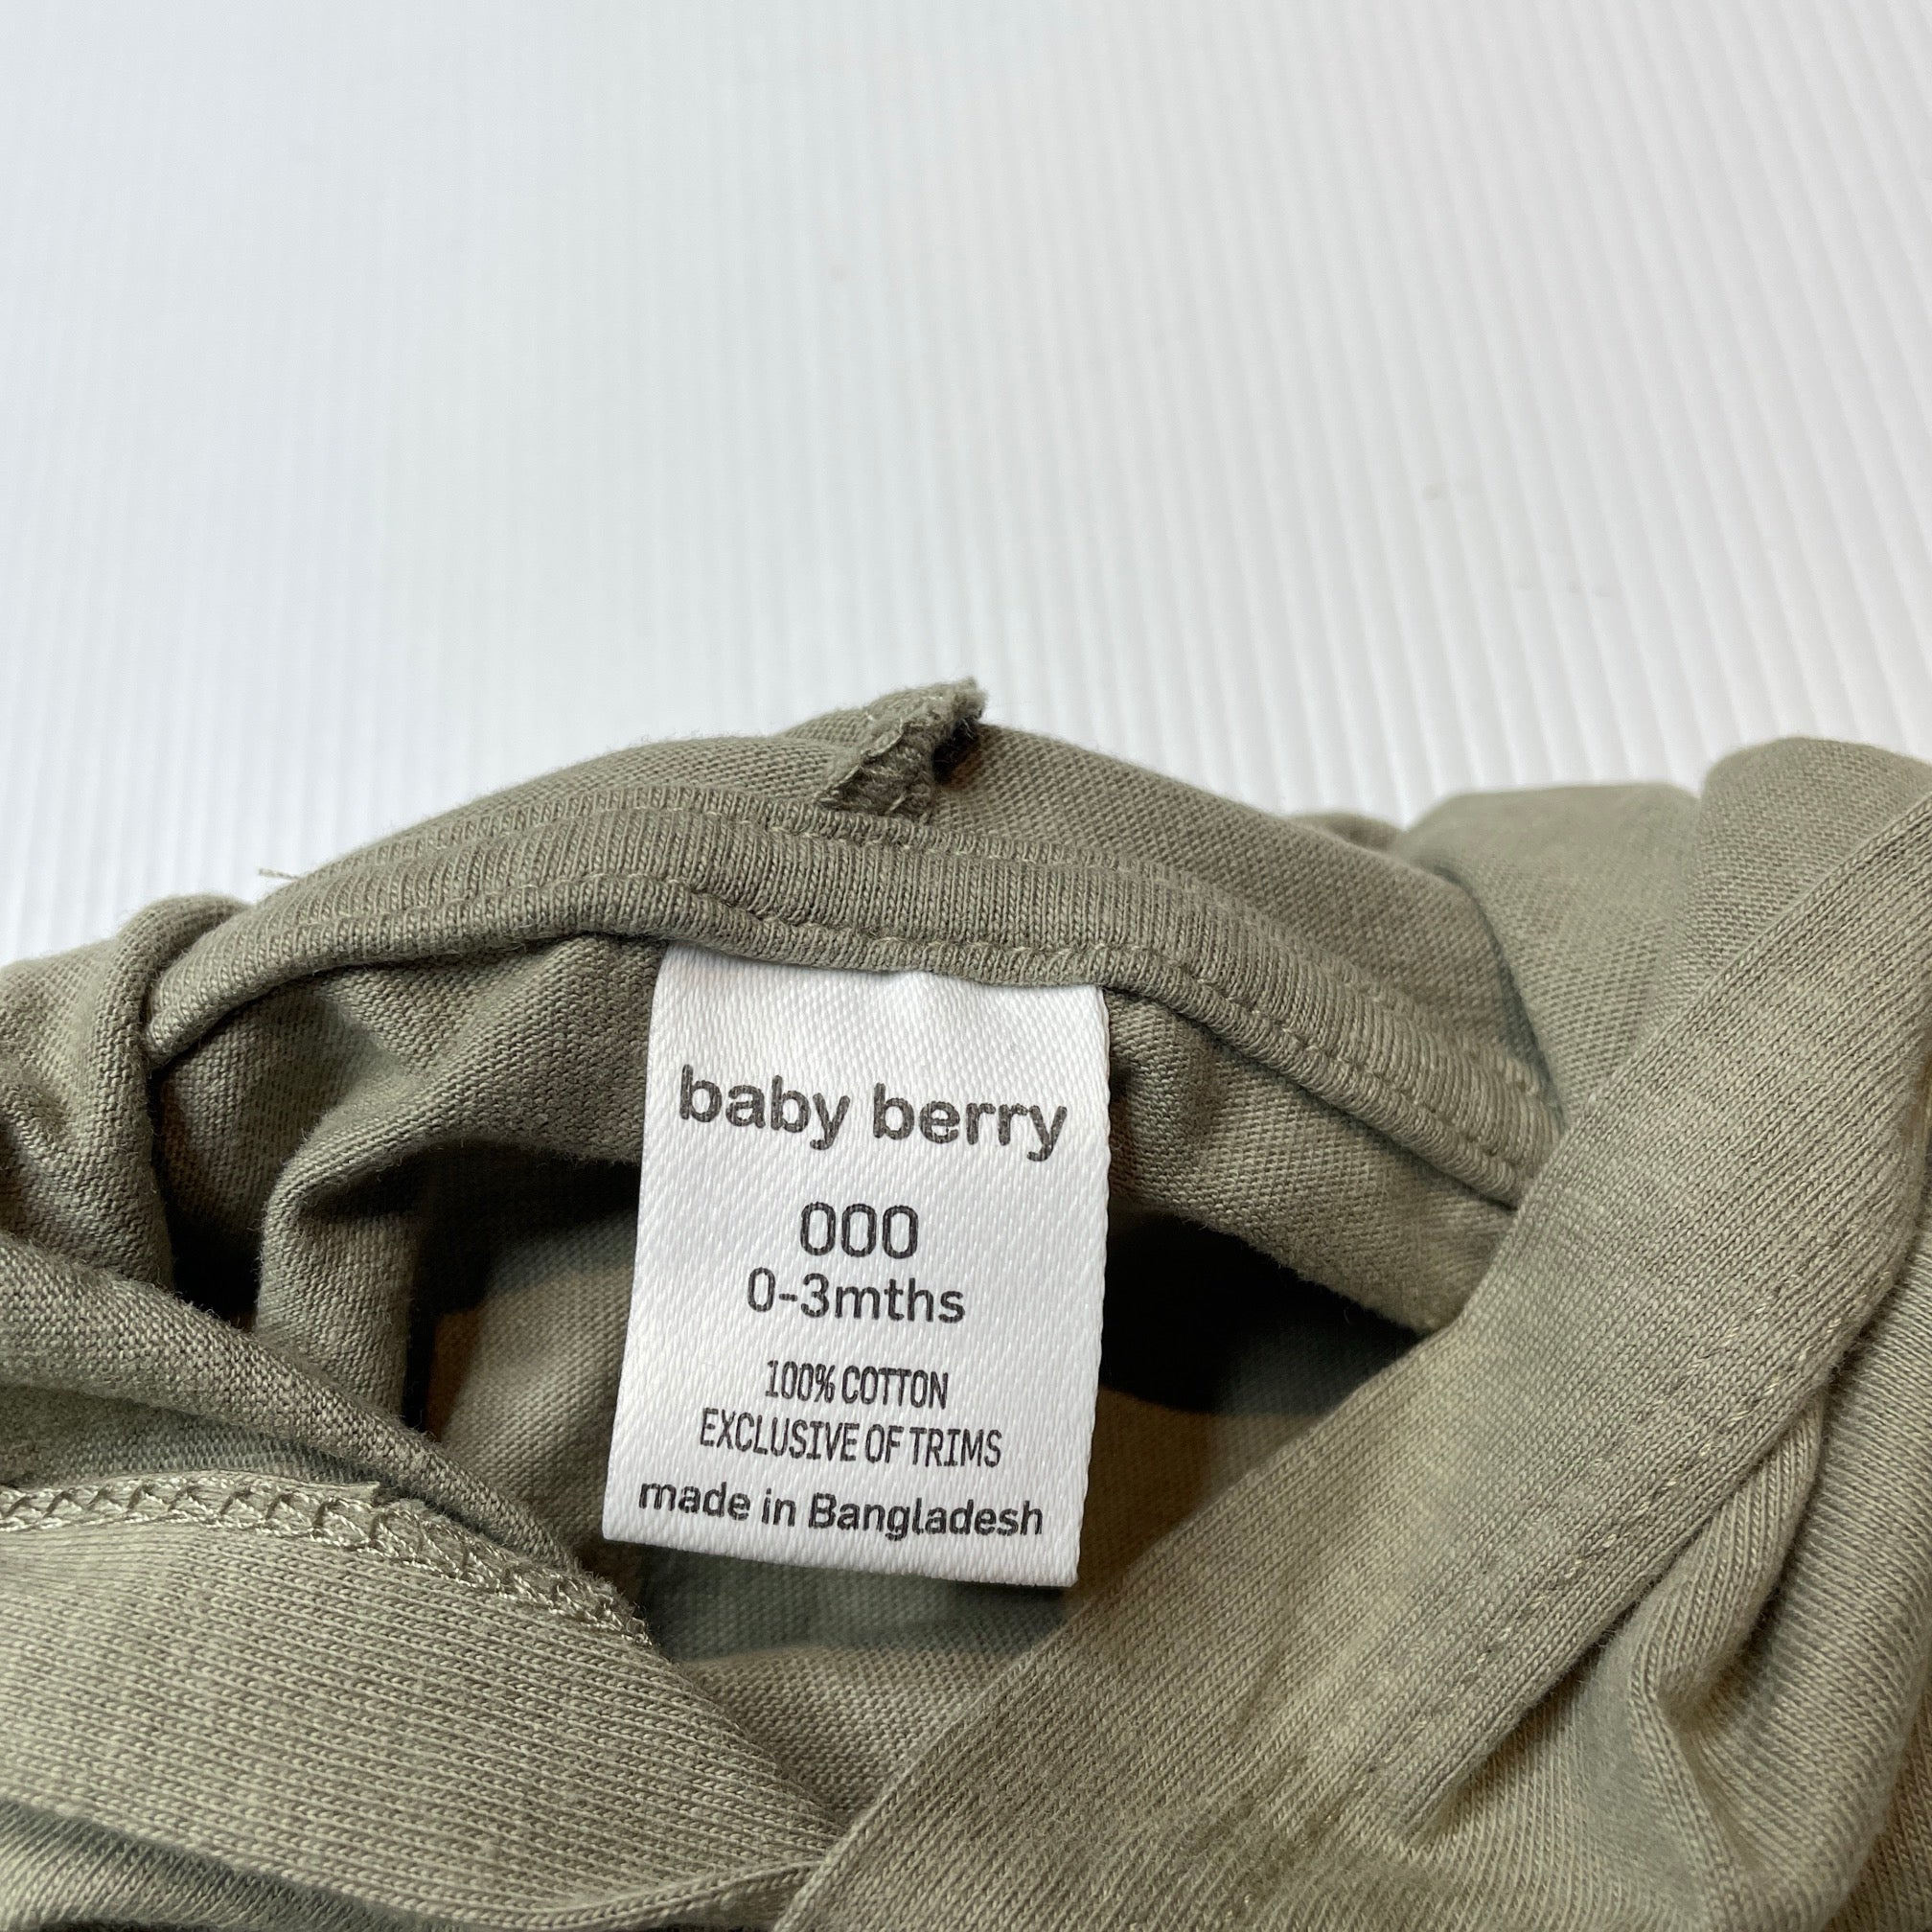 baby berry
000
0-3mths
100% COTTON
EXCLUSIVE OF TRIMS
made in Bangladesh